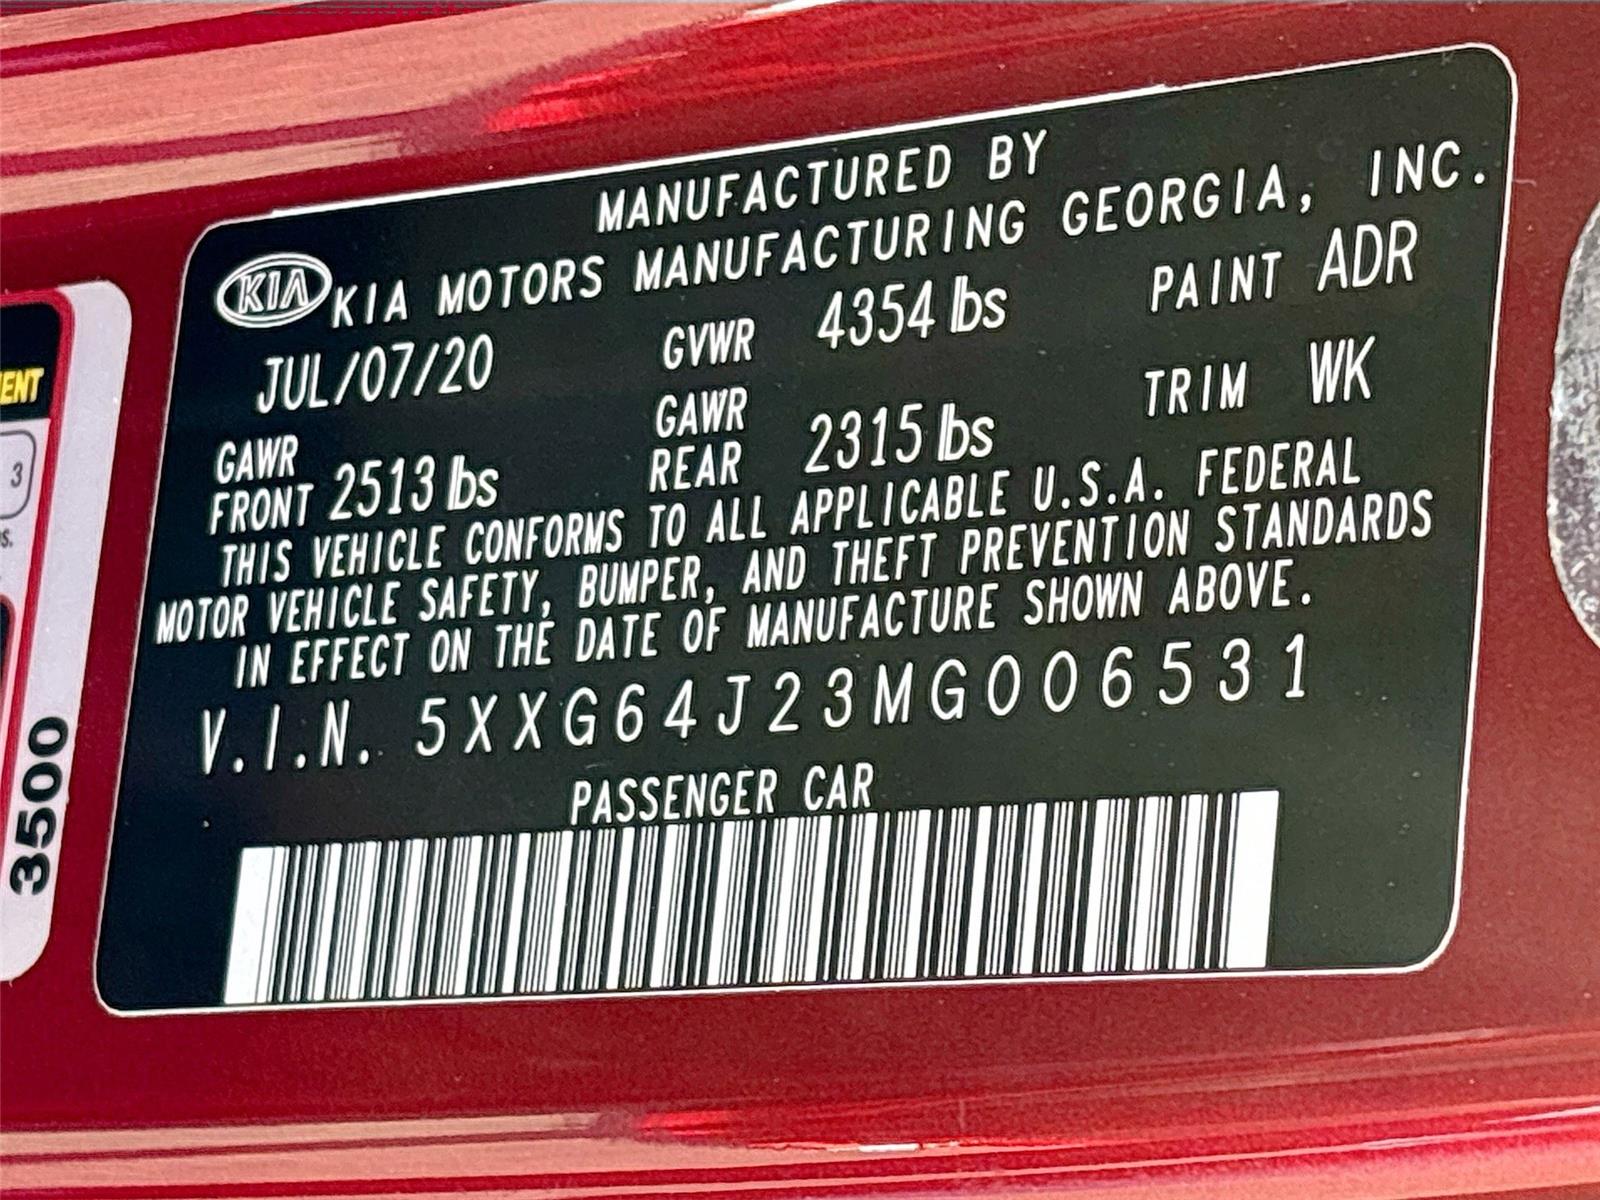 MANUFACTURED BY
KIA KIA MOTORS MANUFACTURING GEORGIA, INC.
JUL/07/20 GVWR 4354 lbs PAINT ADR
GAWR FRONT 2513 lbs GAWR REAR 2315 lbs TRIM WK
THIS VEHICLE CONFORMS TO ALL APPLICABLE U.S.A. FEDERAL
MOTOR VEHICLE SAFETY, BUMPER, AND THEFT PREVENTION STANDARDS
IN EFFECT ON THE DATE OF MANUFACTURE SHOWN ABOVE.
V.I.N. 5XXG64J23MG006531
PASSENGER CAR
3
3500